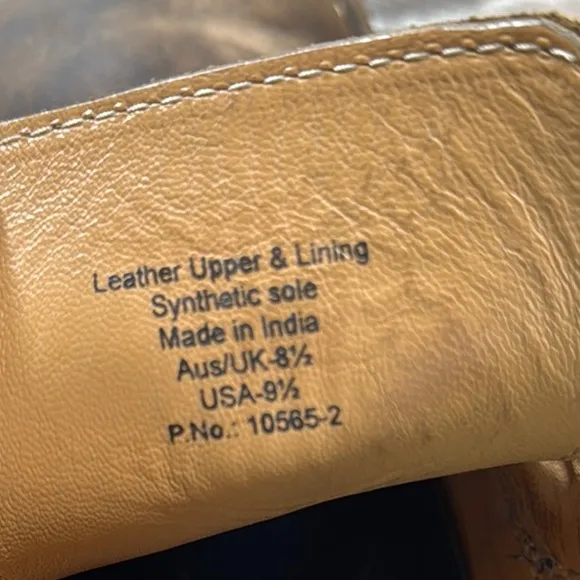 Leather Upper & Lining
Synthetic sole
Made in India
Aus/UK-8½
USA-9½
P.No.: 10565-2